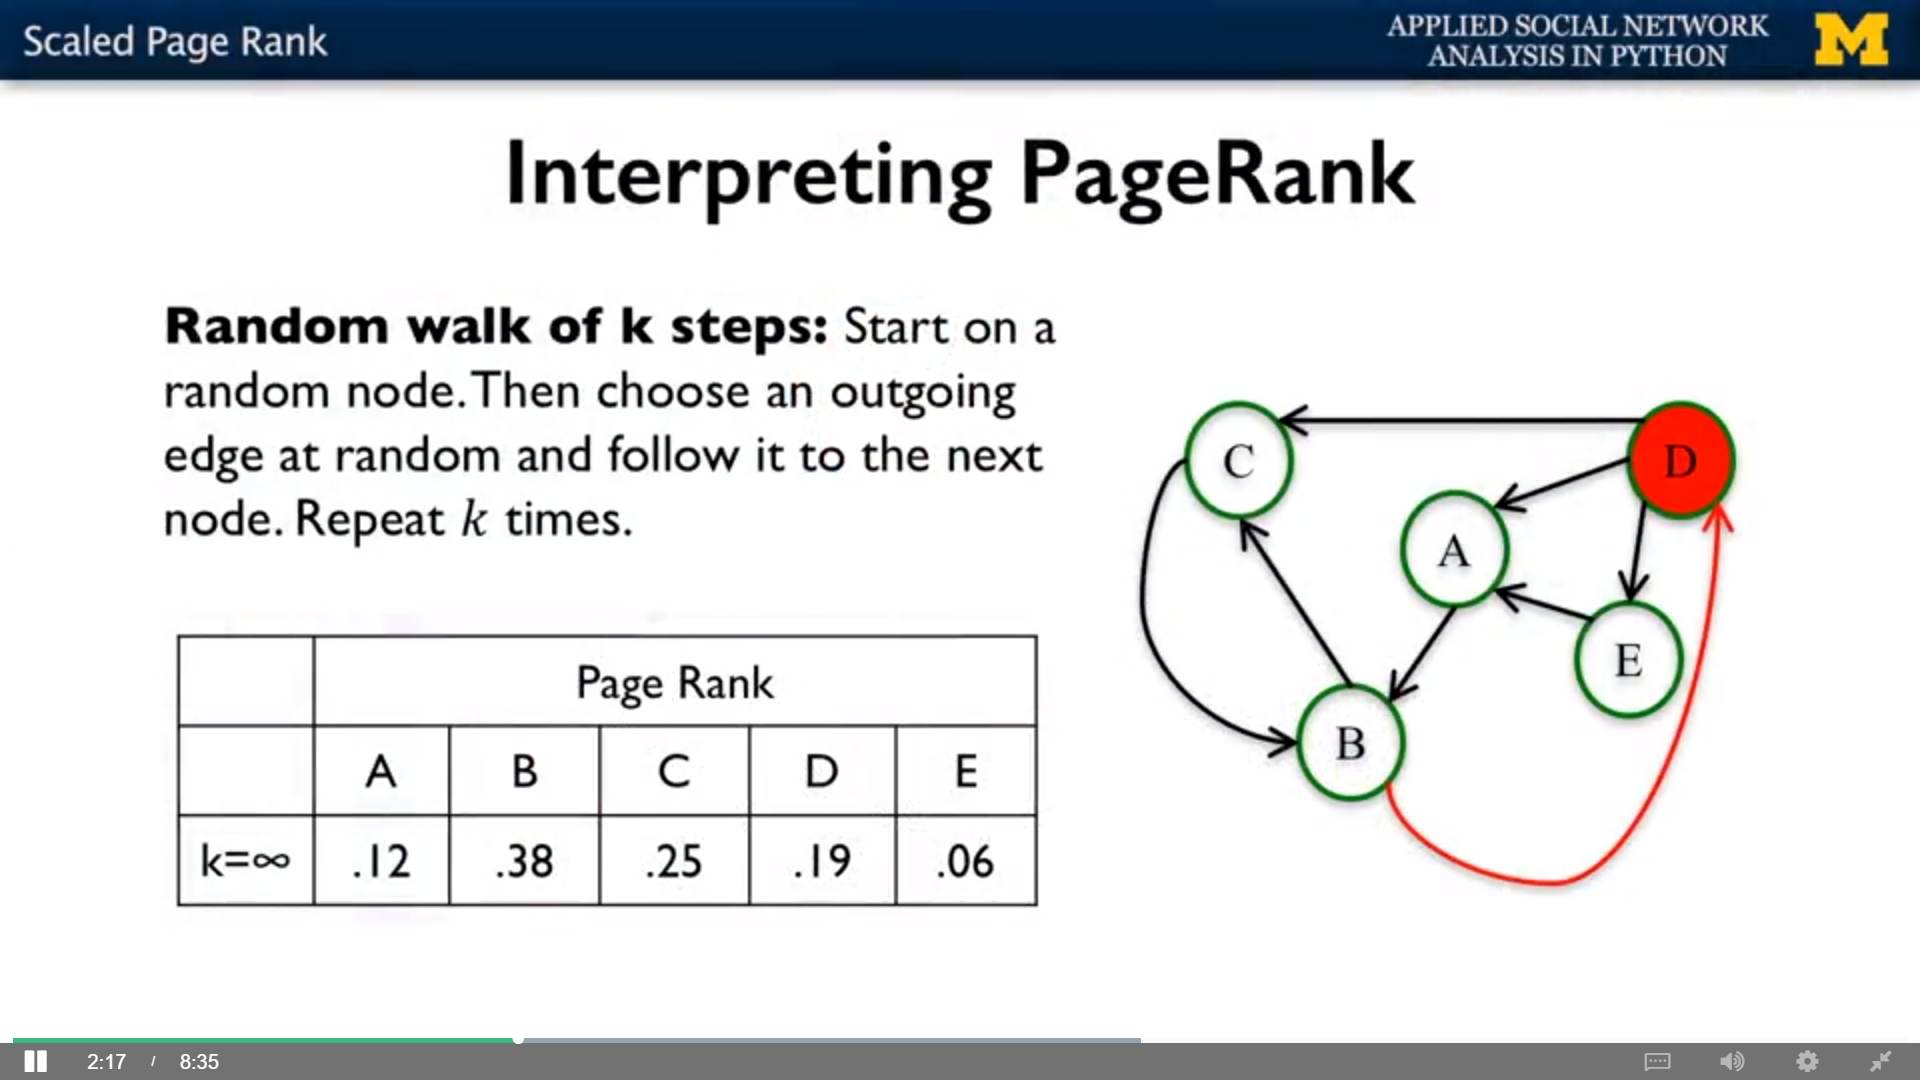 Scaled Page Rank
APPLIED SOCIAL NETWORK
ANALYSIS IN PYTHON
M
Interpreting PageRank
Random walk of k steps: Start on a
random node. Then choose an outgoing
edge at random and follow it to the next
node. Repeat k times.
Page Rank
A B C D E
k=∞ .12 .38 .25 .19 .06
C
D
A
E
B
2:17 / 8:35